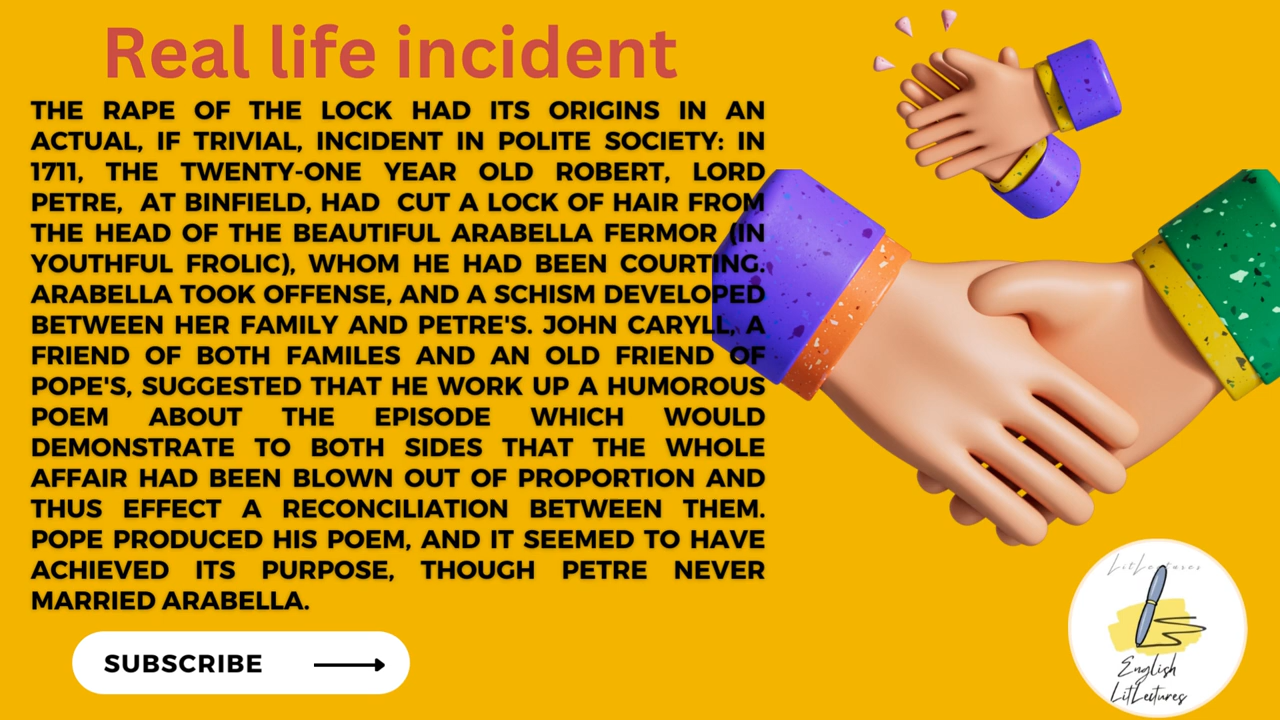 Real life incident
THE RAPE OF THE LOCK HAD ITS ORIGINS IN AN
ACTUAL, IF TRIVIAL, INCIDENT IN POLITE SOCIETY: IN
1711, THE TWENTY-ONE YEAR OLD ROBERT, LORD
PETRE, AT BINFIELD, HAD CUT A LOCK OF HAIR FROM
THE HEAD OF THE BEAUTIFUL ARABELLA FERMOR (IN
YOUTHFUL FROLIC), WHOM HE HAD BEEN COURTING.
ARABELLA TOOK OFFENSE, AND A SCHISM DEVELOPED
BETWEEN HER FAMILY AND PETRE'S. JOHN CARYLL, A
FRIEND OF BOTH FAMILES AND AN OLD FRIEND OF
POPE'S, SUGGESTED THAT HE WORK UP A HUMOROUS
POEM ABOUT THE EPISODE WHICH WOULD
DEMONSTRATE TO BOTH SIDES THAT THE WHOLE
AFFAIR HAD BEEN BLOWN OUT OF PROPORTION AND
THUS EFFECT A RECONCILIATION BETWEEN THEM.
POPE PRODUCED HIS POEM, AND IT SEEMED TO HAVE
ACHIEVED ITS PURPOSE, THOUGH PETRE NEVER
MARRIED ARABELLA.
SUBSCRIBE
LitLectures
English
LitLectures